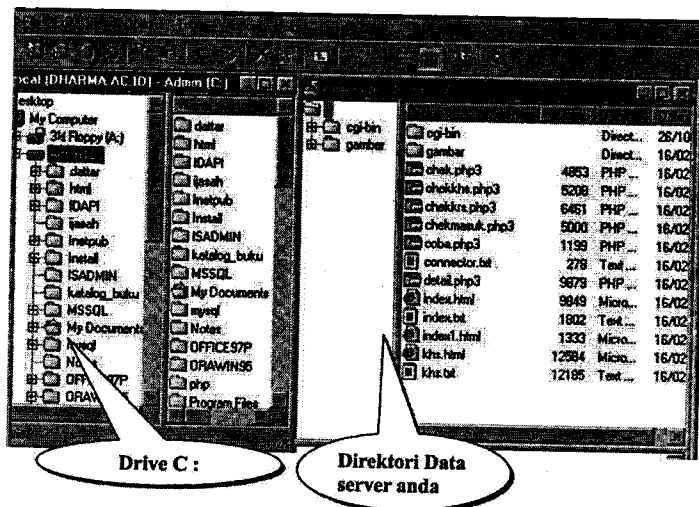 ocal [DHARMA.AC.ID] - Admin (C:)
esktop
My Computer
3½ Floppy (A:)
daftar
html
IDAPI
Ijasah
Inetpub
Install
ISADMIN
katalog_buku
MSSQL
My Documents
mysql
OFF
ORAW
daftar
html
IDAPI
Ijasah
Inetpub
Install
ISADMIN
katalog_buku
MSSQL
My Documents
mysql
Notes
OFFICE97P
ORAWIN95
php
Program Files
cgi-bin
gambar
cgi-bin Direct... 26/10
gambar Direct... 16/02
chek.php3 4853 PHP ... 16/02
chekkhs.php3 5208 PHP ... 16/02
chekkrs.php3 6461 PHP ... 16/02
chekmasuk.php3 5000 PHP ... 16/02
coba.php3 1199 PHP ... 16/02
connector.txt 278 Text ... 16/02
detail.php3 9879 PHP ... 16/02
index.html 9849 Micro... 16/02
index.txt 1802 Text ... 16/02
index1.html 1333 Micro... 16/02
khs.html 12584 Micro... 16/02
khs.txt 12185 Text ... 16/02
Drive C :
Direktori Data
server anda